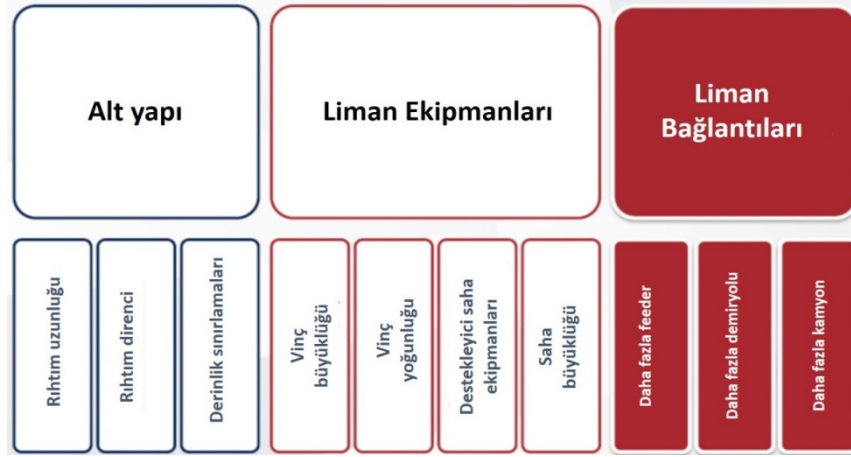 Alt yapı
Liman Ekipmanları
Liman
Bağlantıları
Rıhtım uzunluğu
Rıhtım direnci
Derinlik sınırlamaları
Vinç
büyüklüğü
Vinç
yoğunluğu
Destekleyici saha
ekipmanları
Saha
büyüklüğü
Daha fazla feeder
Daha fazla demiryolu
Daha fazla kamyon